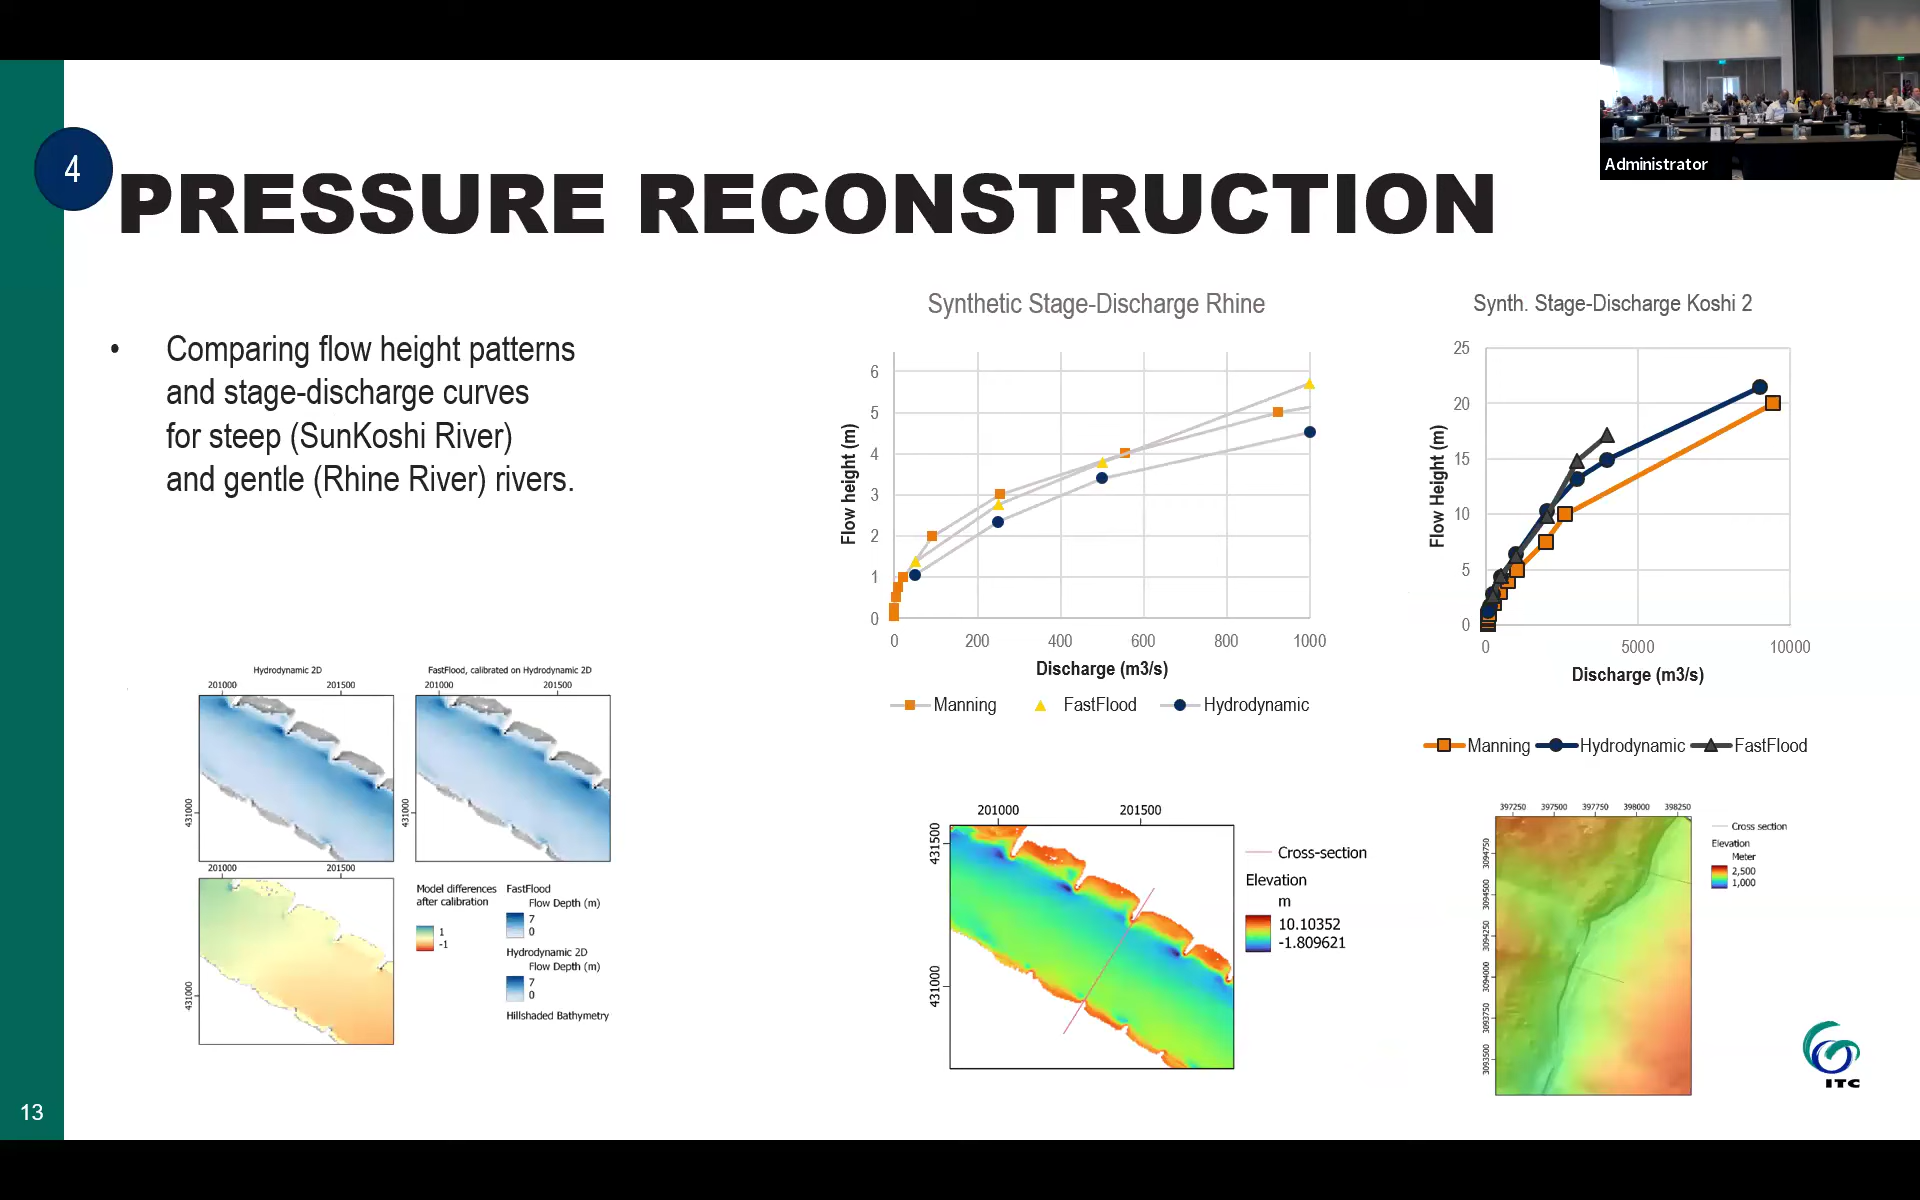 Administrator
4
PRESSURE RECONSTRUCTION
• Comparing flow height patterns
and stage-discharge curves
for steep (SunKoshi River)
and gentle (Rhine River) rivers.
Synthetic Stage-Discharge Rhine
Flow height (m)
6
5
4
3
2
1
0
0 200 400 600 800 1000
Discharge (m3/s)
Manning FastFlood Hydrodynamic
Synth. Stage-Discharge Koshi 2
Flow Height (m)
25
20
15
10
5
0
0 5000 10000
Discharge (m3/s)
Manning Hydrodynamic FastFlood
Hydrodynamic 2D
201000 201500
431000
FastFlood, calibrated on Hydrodynamic 2D
201000 201500
431000
201000 201500
431000
Model differences
after calibration
1
-1
FastFlood
Flow Depth (m)
7
0
Hydrodynamic 2D
Flow Depth (m)
7
0
Hillshaded Bathymetry
201000 201500
431500
431000
Cross-section
Elevation
m
10.10352
-1.809621
397250 397500 397750 398000 398250
3094750
3094500
3094250
3094000
3093750
3093500
Cross section
Elevation
Meter
2,500
1,000
ITC
13